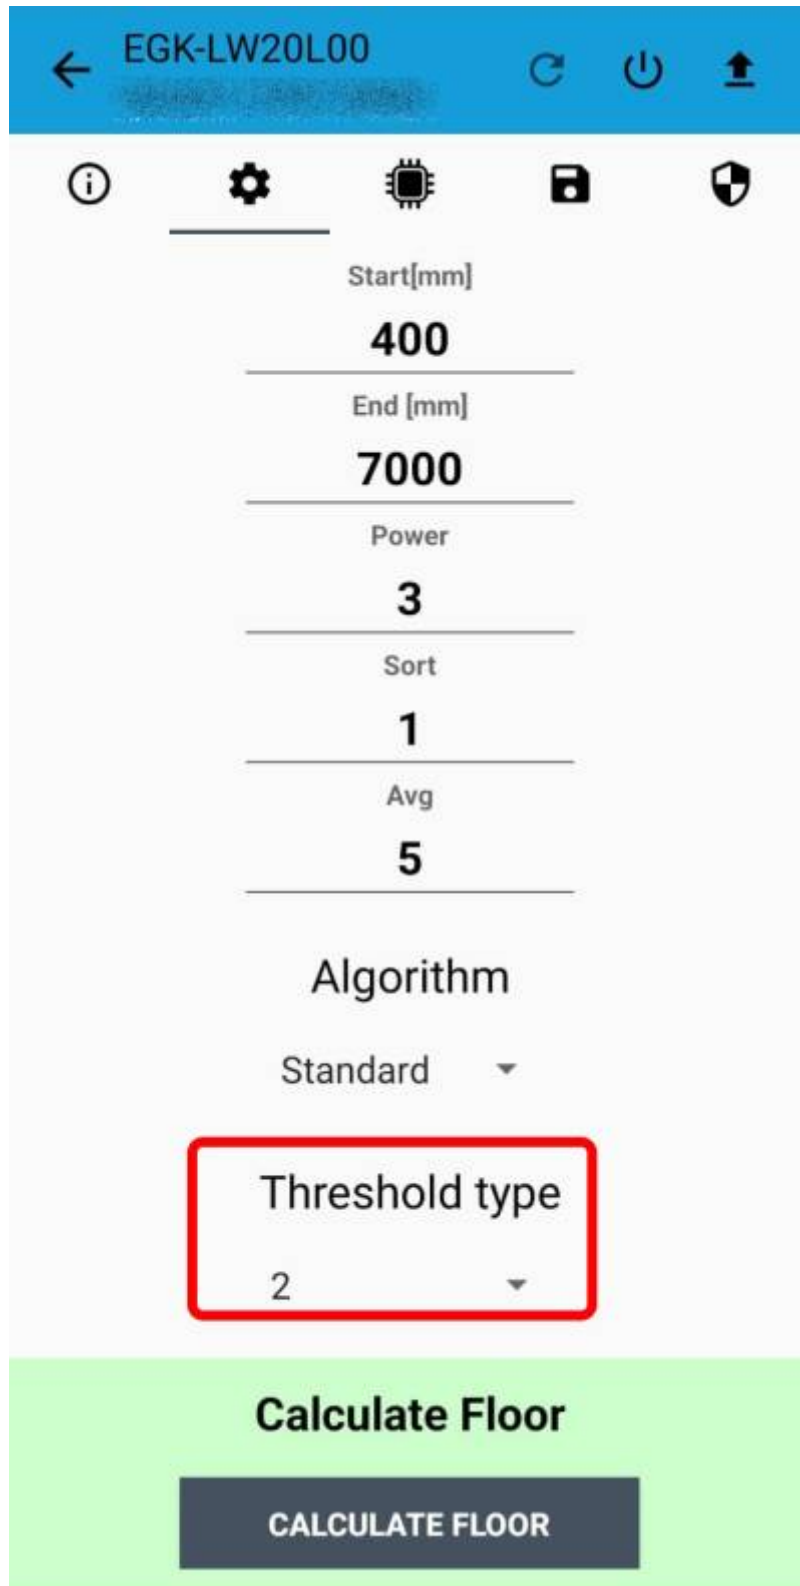 EGK-LW20L00
Start[mm]
400
End [mm]
7000
Power
3
Sort
1
Avg
5
Algorithm
Standard
Threshold type
2
Calculate Floor
CALCULATE FLOOR